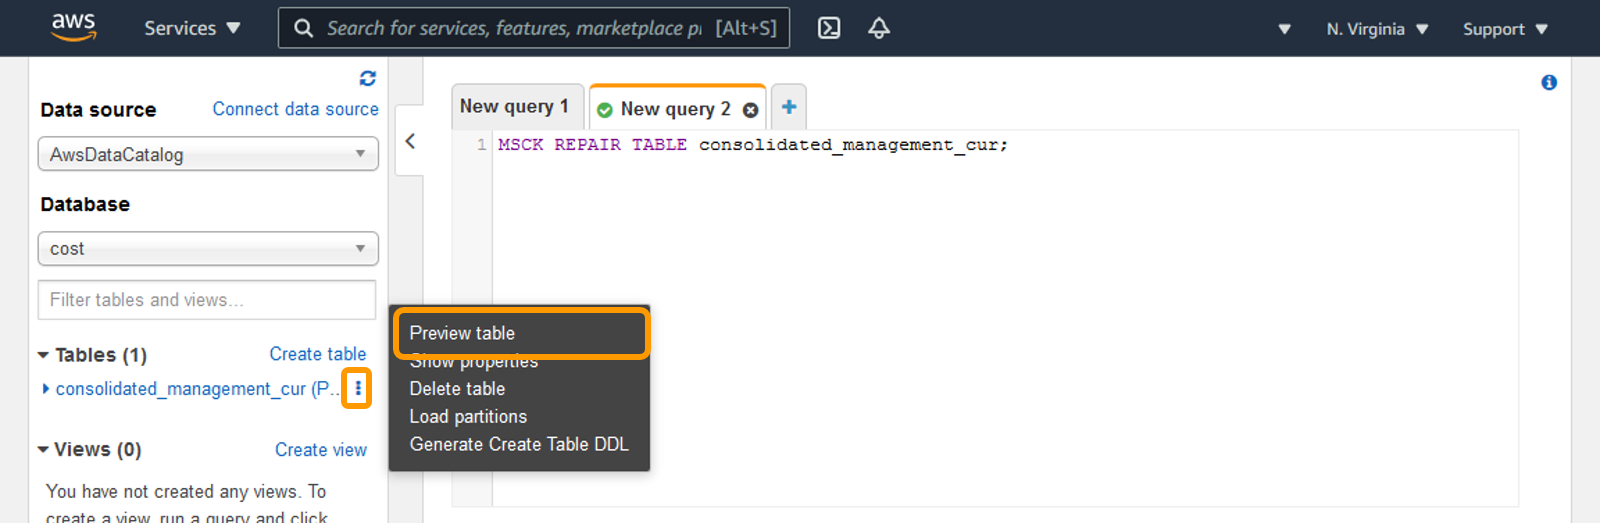 aws Services Search for services, features, marketplace p [Alt+S] N. Virginia Support
Data source Connect data source
AwsDataCatalog
Database
cost
Filter tables and views...
Tables (1) Create table
consolidated_management_cur (P...
Views (0) Create view
You have not created any views. To
create a view, run a query and click
New query 1 New query 2 +
1 MSCK REPAIR TABLE consolidated_management_cur;
Preview table
Show properties
Delete table
Load partitions
Generate Create Table DDL